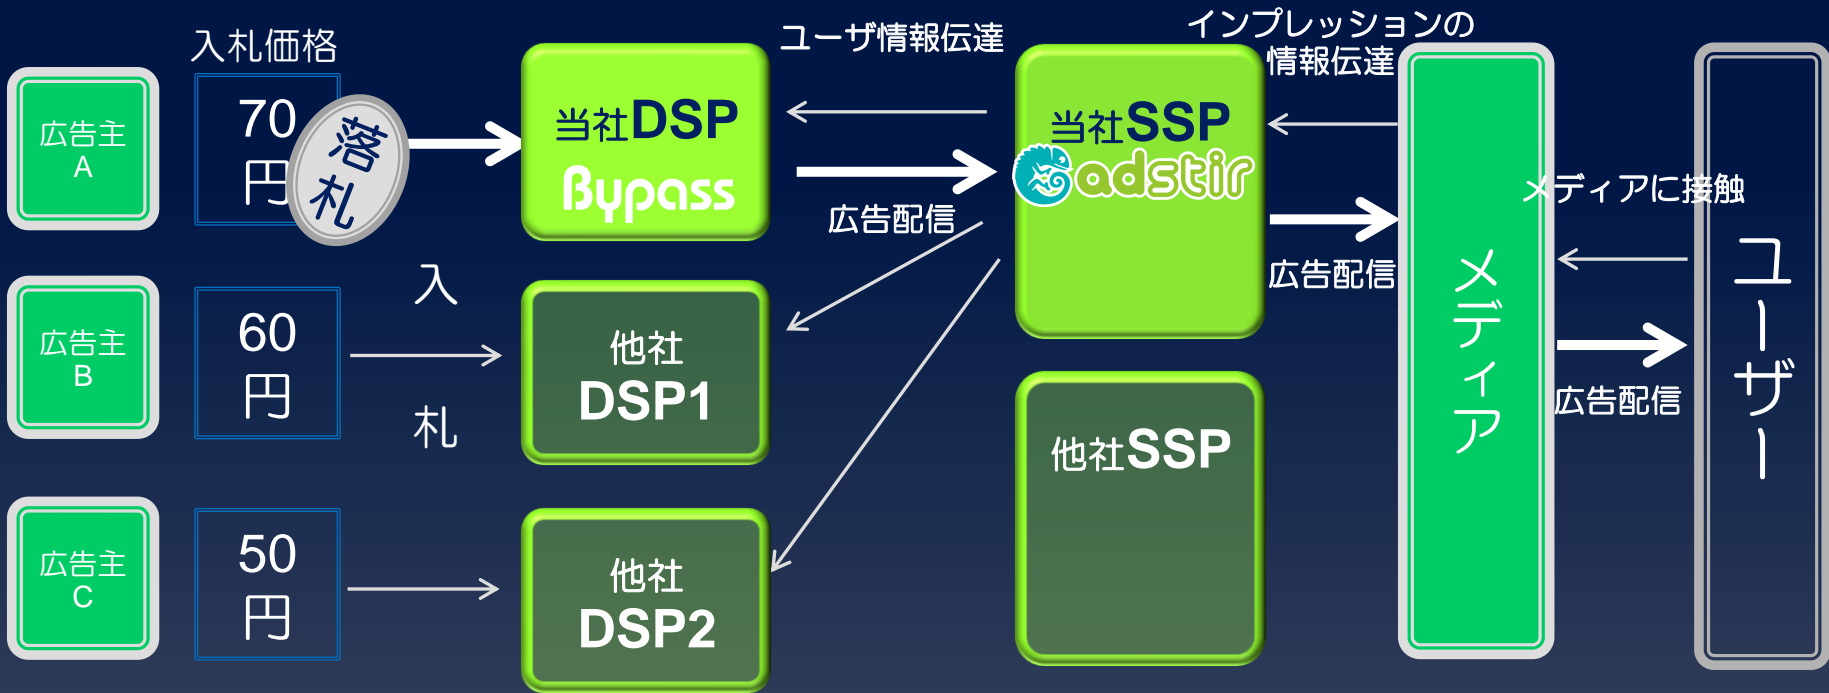 入札価格
広告主
A
70
円
落札
当社DSP
Bypass
ユーザ情報伝達
広告配信
当社SSP
adstir
インプレッションの
情報伝達
広告配信
メディア
メディアに接触
広告配信
ユーザー
広告主
B
60
円
入
札
他社
DSP1
他社SSP
広告主
C
50
円
他社
DSP2